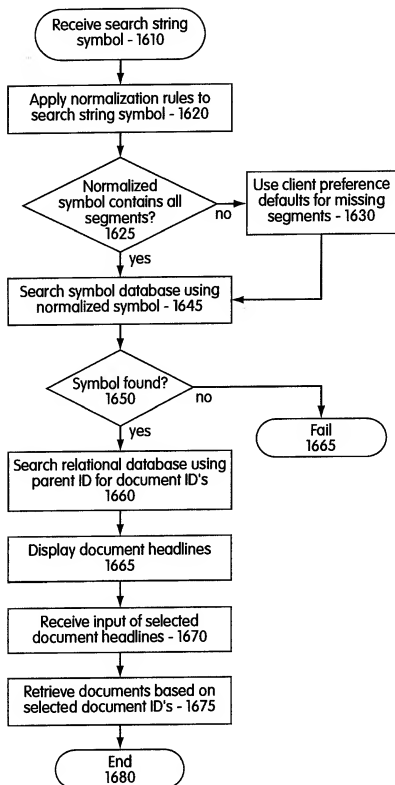 Receive search string
symbol - 1610
Apply normalization rules to
search string symbol - 1620
Normalized
symbol contains all
segments?
1625
no
Use client preference
defaults for missing
segments - 1630
yes
Search symbol database using
normalized symbol - 1645
Symbol found?
1650
no
yes
Fail
1665
Search relational database using
parent ID for document ID's
1660
Display document headlines
1665
Receive input of selected
document headlines - 1670
Retrieve documents based on
selected document ID's - 1675
End
1680